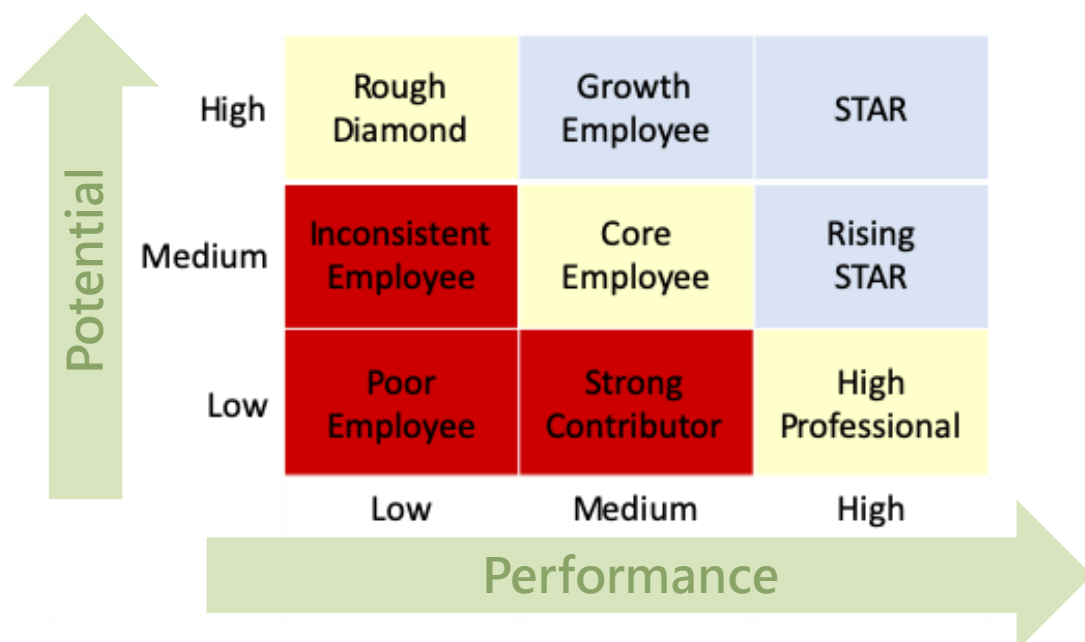 Potential
High
Rough
Diamond
Growth
Employee
STAR
Medium
Inconsistent
Employee
Core
Employee
Rising
STAR
Low
Poor
Employee
Strong
Contributor
High
Professional
Low
Medium
High
Performance